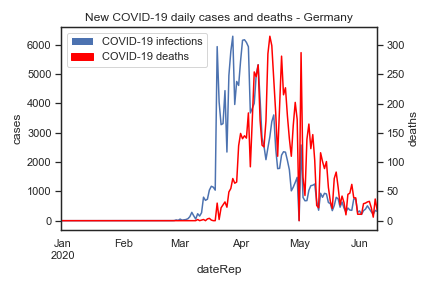 New COVID-19 daily cases and deaths - Germany
COVID-19 infections
COVID-19 deaths
6000
5000
4000
3000
2000
1000
0
cases
300
250
200
150
100
50
0
deaths
Jan
2020
Feb
Mar
Apr
May
Jun
dateRep